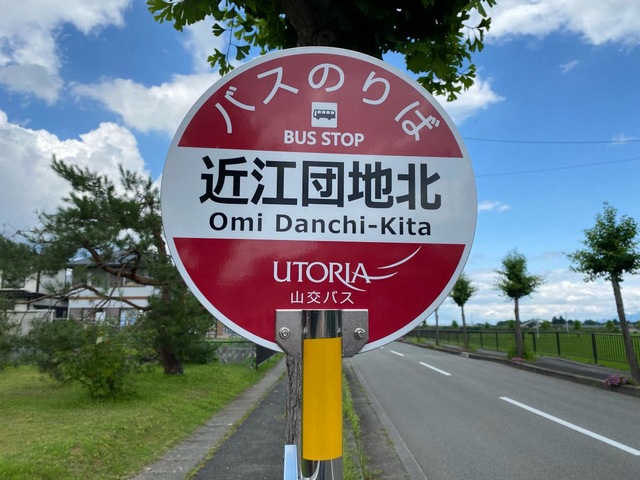 バスのりば
BUS STOP
近江団地北
Omi Danchi-Kita
UTORIA
山交バス